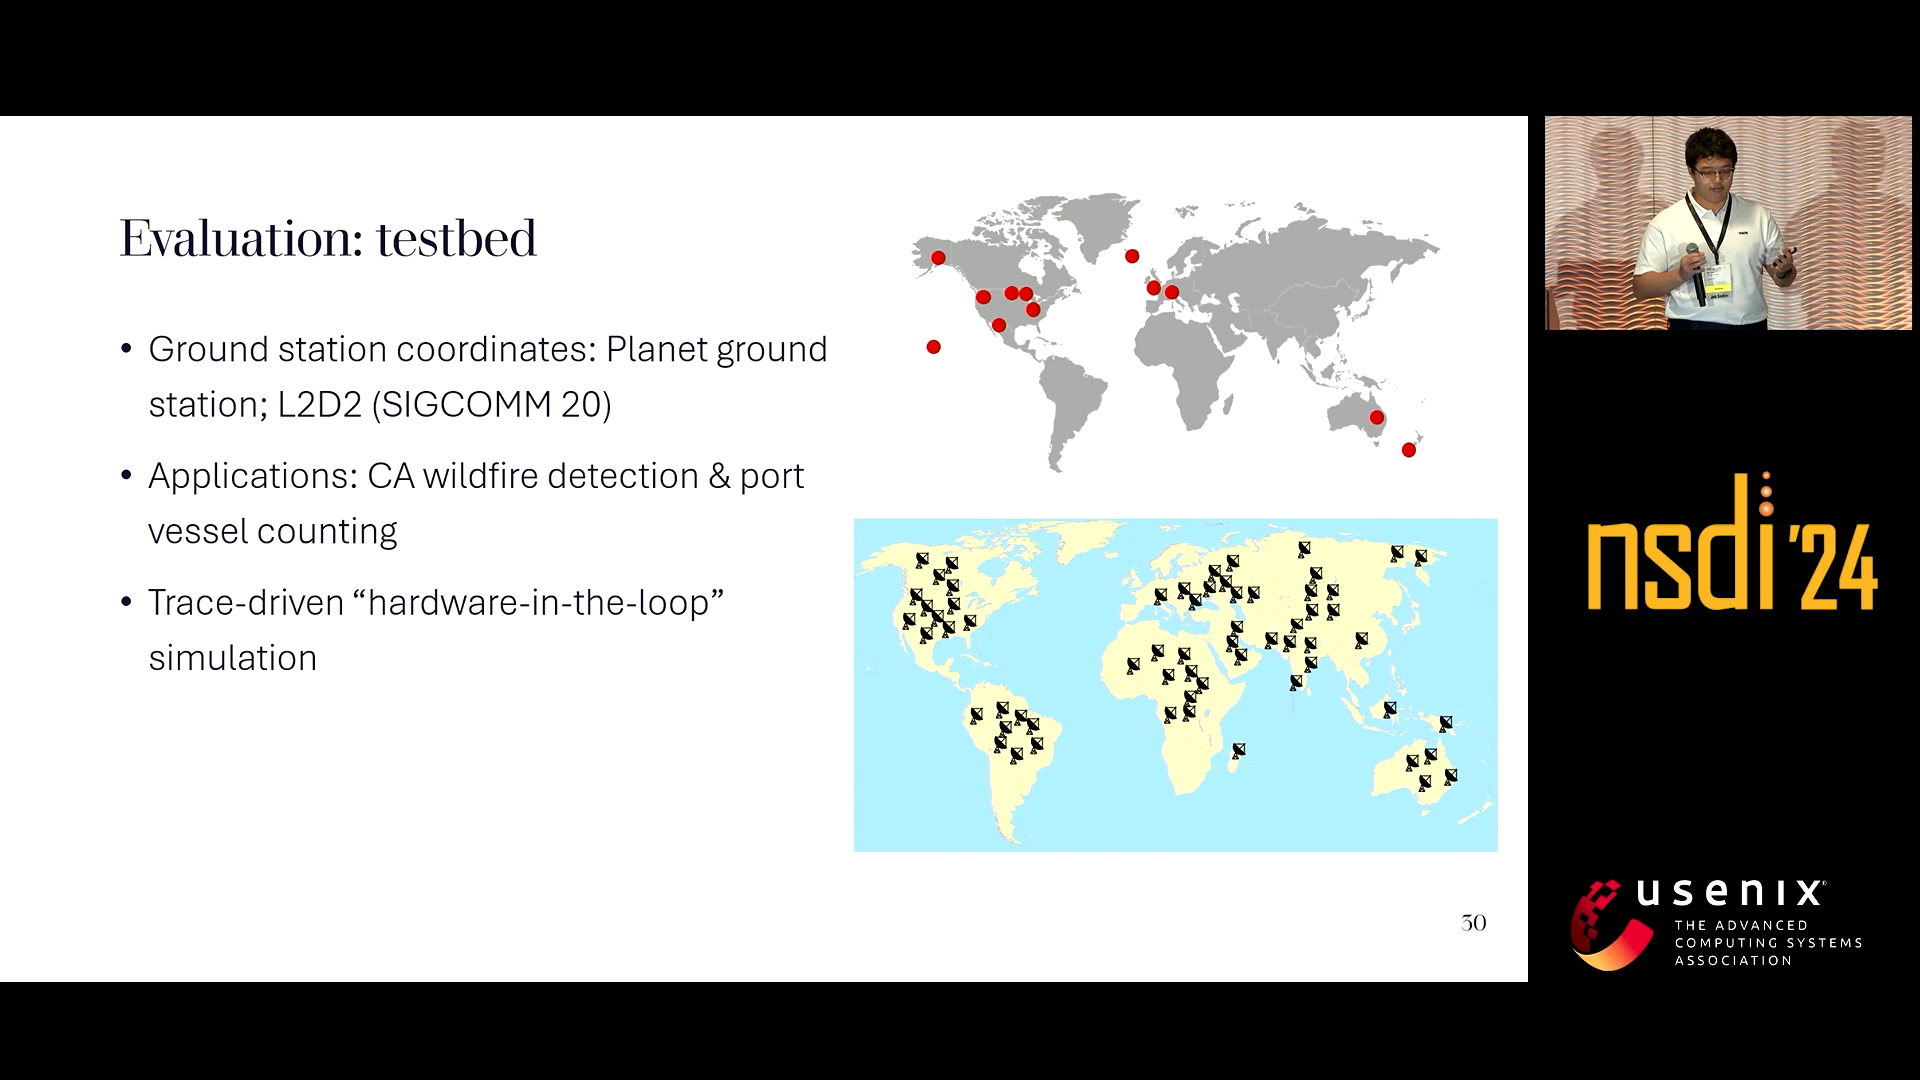 Evaluation: testbed
• Ground station coordinates: Planet ground
station; L2D2 (SIGCOMM 20)
• Applications: CA wildfire detection & port
vessel counting
• Trace-driven “hardware-in-the-loop”
simulation
30
nsdi '24
usenix®
THE ADVANCED
COMPUTING SYSTEMS
ASSOCIATION